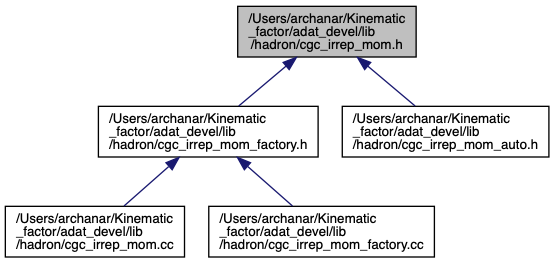 /Users/archanar/Kinematic
_factor/adat_devel/lib
/hadron/cgc_irrep_mom.h
/Users/archanar/Kinematic
_factor/adat_devel/lib
/hadron/cgc_irrep_mom_factory.h
/Users/archanar/Kinematic
_factor/adat_devel/lib
/hadron/cgc_irrep_mom_auto.h
/Users/archanar/Kinematic
_factor/adat_devel/lib
/hadron/cgc_irrep_mom.cc
/Users/archanar/Kinematic
_factor/adat_devel/lib
/hadron/cgc_irrep_mom_factory.cc